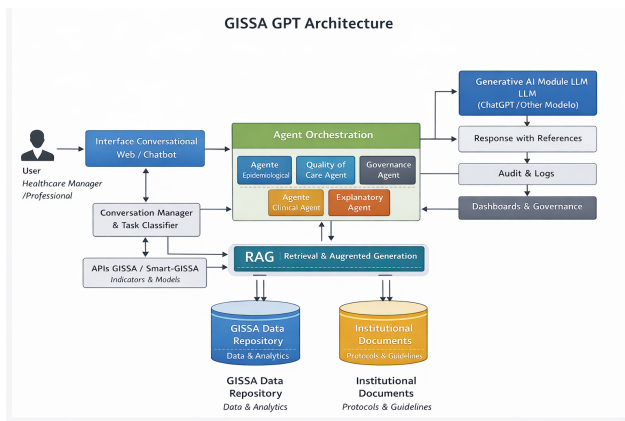 GISSA GPT Architecture
Generative AI Module LLM
LLM
(ChatGPT /Other Modelo)
Agent Orchestration
Interface Conversational
Web / Chatbot
Response with References
User
Healthcare Manager
/Professional
Agente
Epidemiological
Quality of
Care Agent
Governance
Agent
Audit & Logs
Agente
Clinical Agent
Explanatory
Agent
Dashboards & Governance
Conversation Manager
& Task Classifier
RAG Retrieval & Augmented Generation
APIs GISSA / Smart-GISSA
Indicators & Models
GISSA Data
Repository
Data & Analytics
Institutional
Documents
Protocols & Guidelines
GISSA Data
Repository
Data & Analytics
Institutional
Documents
Protocols & Guidelines